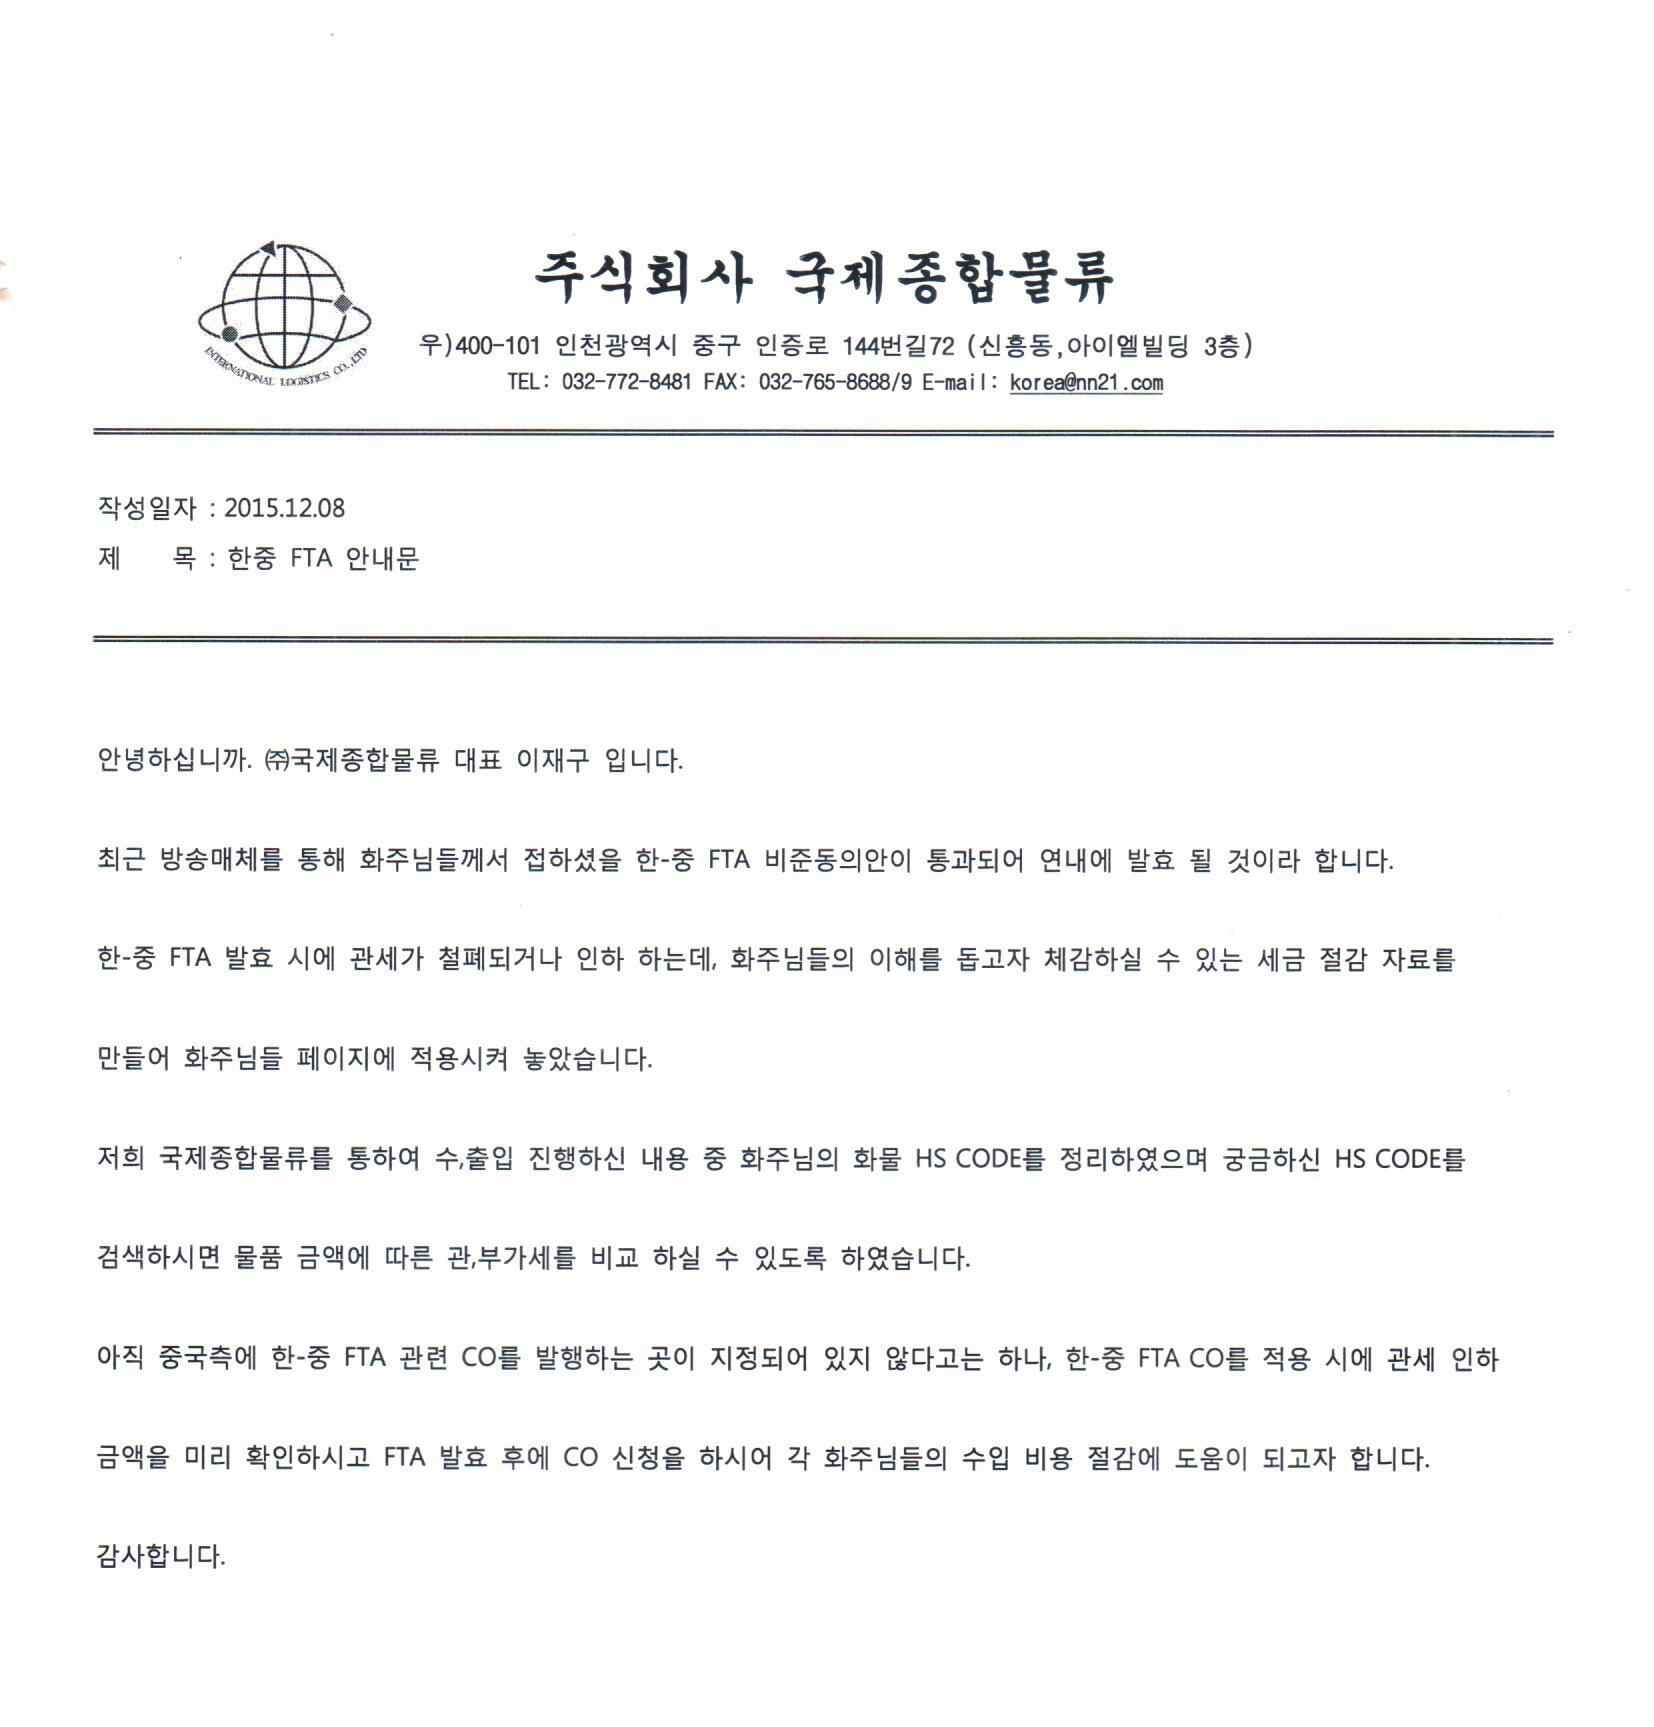 주식회사 국제종합물류
INTERNATIONAL LOGISTICS CO.,LTD
우)400-101 인천광역시 중구 인중로 144번길72 (신흥동,아이엘빌딩 3층)
TEL: 032-772-8481 FAX: 032-765-8688/9 E-mail: korea@nn21.com
작성일자 : 2015.12.08
제 목 : 한중 FTA 안내문
안녕하십니까. ㈜국제종합물류 대표 이재구 입니다.
최근 방송매체를 통해 화주님들께서 접하셨을 한-중 FTA 비준동의안이 통과되어 연내에 발효 될 것이라 합니다.
한-중 FTA 발효 시에 관세가 철폐되거나 인하 하는데, 화주님들의 이해를 돕고자 체감하실 수 있는 세금 절감 자료를
만들어 화주님들 페이지에 적용시켜 놓았습니다.
저희 국제종합물류를 통하여 수,출입 진행하신 내용 중 화주님의 화물 HS CODE를 정리하였으며 궁금하신 HS CODE를
검색하시면 물품 금액에 따른 관,부가세를 비교 하실 수 있도록 하였습니다.
아직 중국측에 한-중 FTA 관련 CO를 발행하는 곳이 지정되어 있지 않다고는 하나, 한-중 FTA CO를 적용 시에 관세 인하
금액을 미리 확인하시고 FTA 발효 후에 CO 신청을 하시어 각 화주님들의 수입 비용 절감에 도움이 되고자 합니다.
감사합니다.